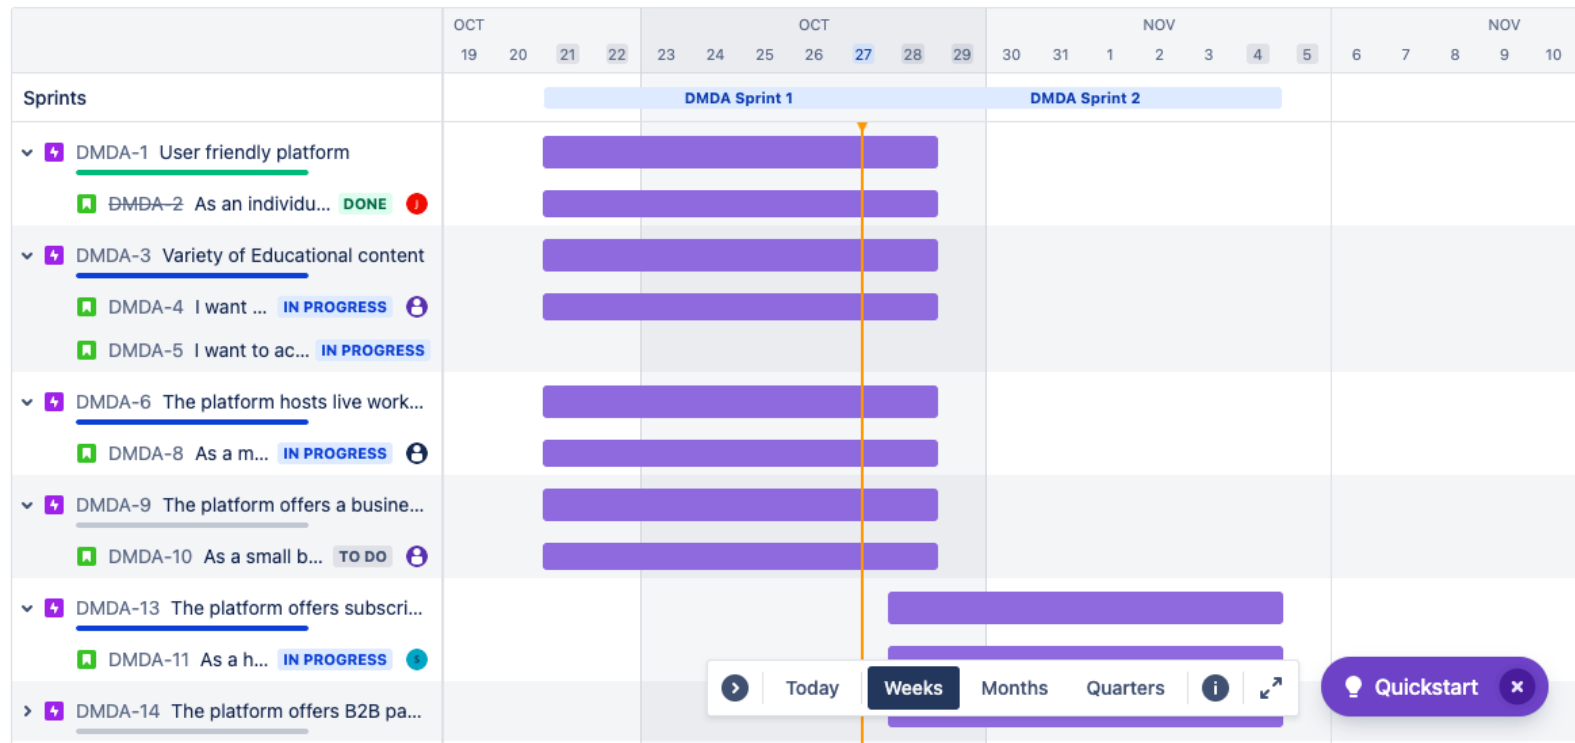 OCT OCT NOV NOV
19 20 21 22 23 24 25 26 27 28 29 30 31 1 2 3 4 5 6 7 8 9 10
Sprints DMDA Sprint 1 DMDA Sprint 2
DMDA-1 User friendly platform
DMDA-2 As an individu... DONE J
DMDA-3 Variety of Educational content
DMDA-4 I want ... IN PROGRESS
DMDA-5 I want to ac... IN PROGRESS
DMDA-6 The platform hosts live work...
DMDA-8 As a m... IN PROGRESS
DMDA-9 The platform offers a busine...
DMDA-10 As a small b... TO DO
DMDA-13 The platform offers subscri...
DMDA-11 As a h... IN PROGRESS S
Today Weeks Months Quarters i Quickstart
DMDA-14 The platform offers B2B pa...